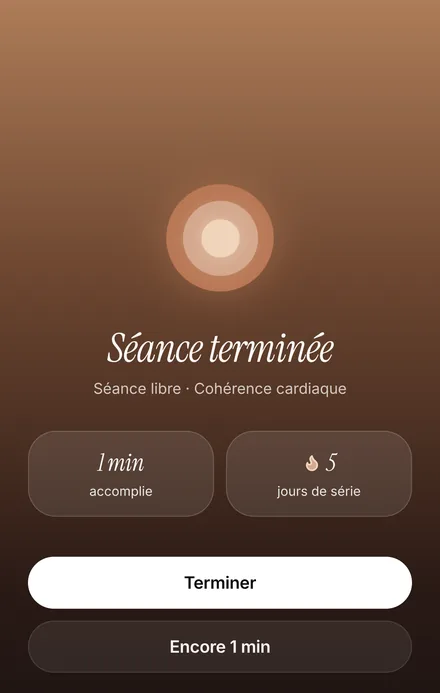 Séance terminée
Séance libre · Cohérence cardiaque
1 min
accomplie
5
jours de série
Terminer
Encore 1 min